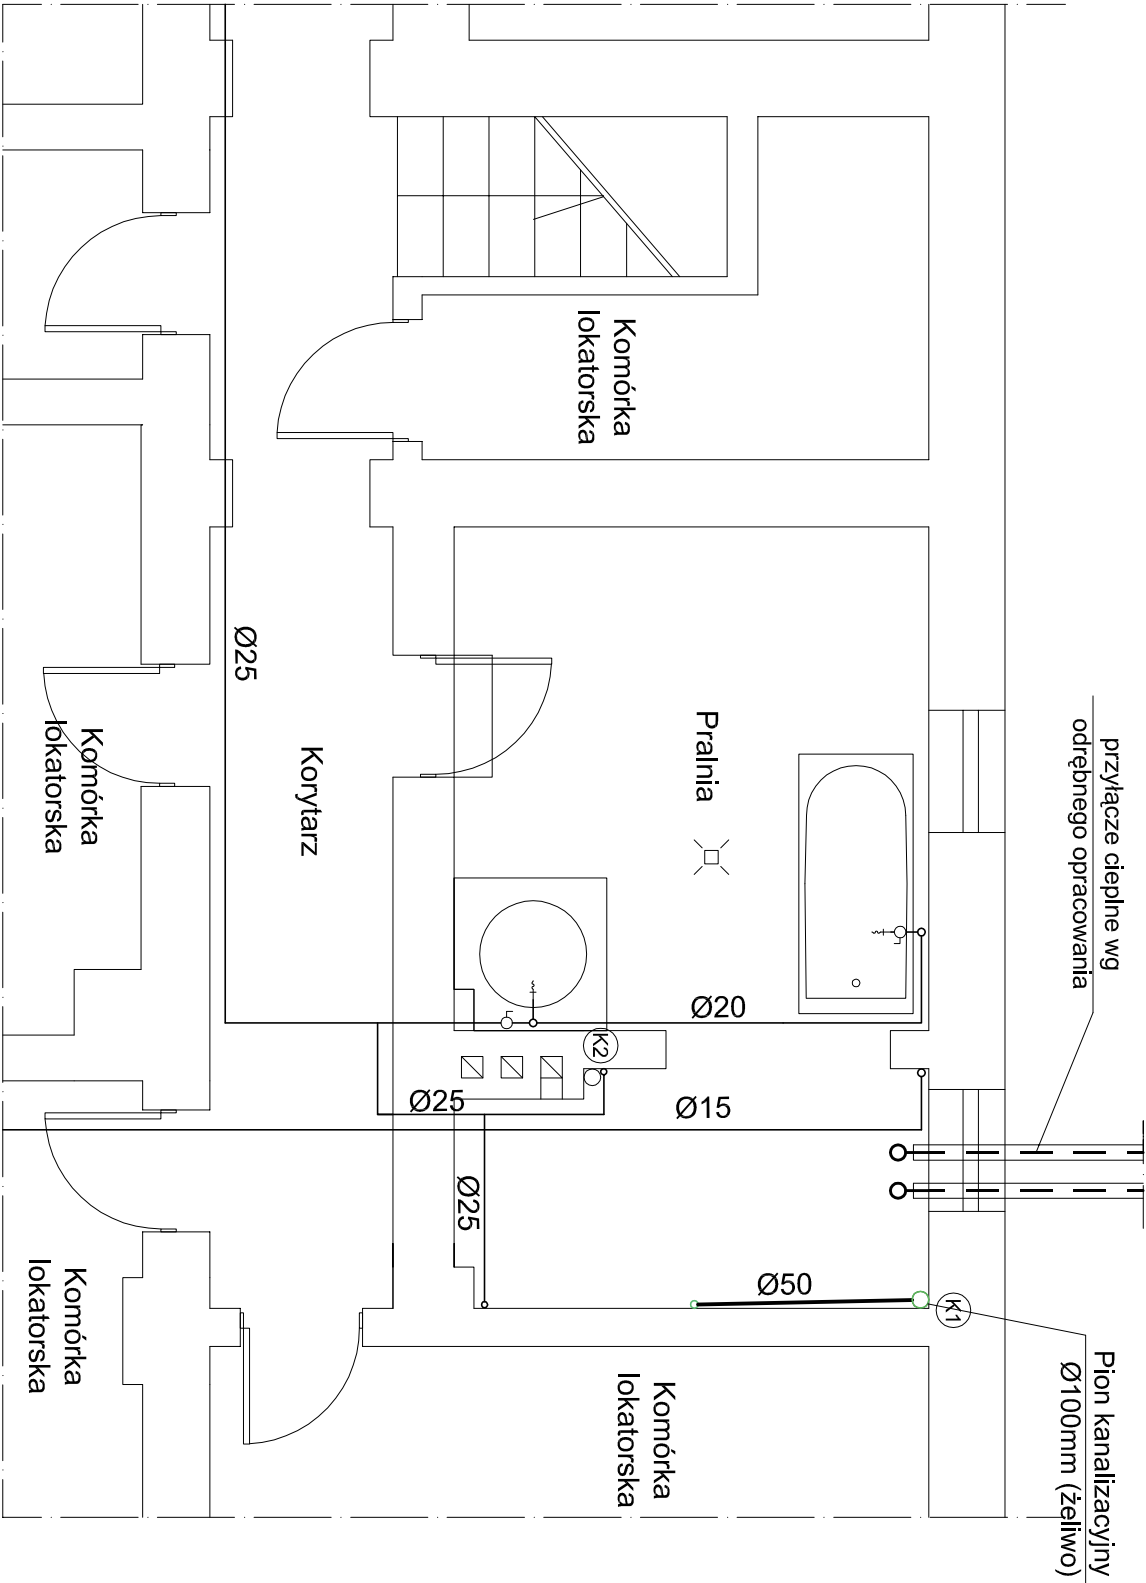 przyłącze cieplne wg
odrębnego opracowania
Pion kanalizacyjny
Ø100mm (żeliwo)
K1
Ø50
Pralnia
Ø20
Ø15
K2
Komórka
lokatorska
Komórka
lokatorska
Ø25
Ø25
Korytarz
Ø25
Komórka
lokatorska
Komórka
lokatorska